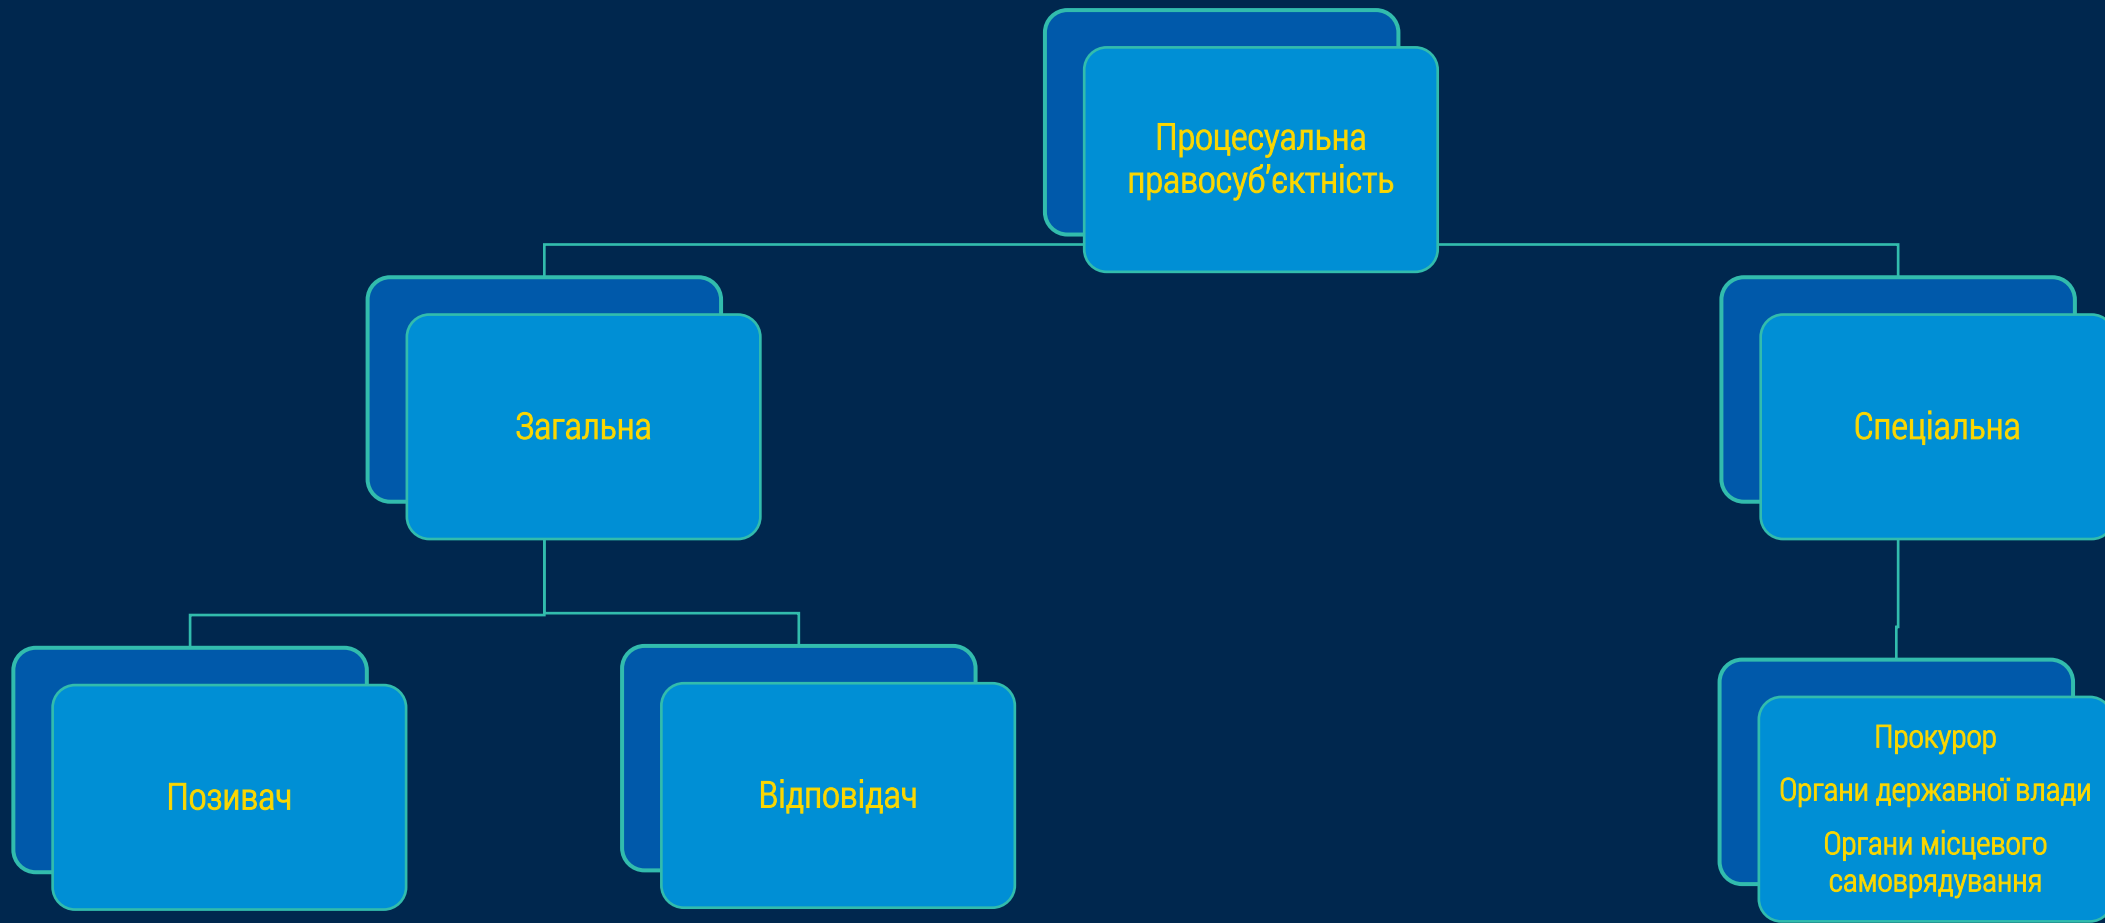 Процесуальна
правосуб’єктність
Загальна
Спеціальна
Позивач
Відповідач
Прокурор
Органи державної влади
Органи місцевого
самоврядування